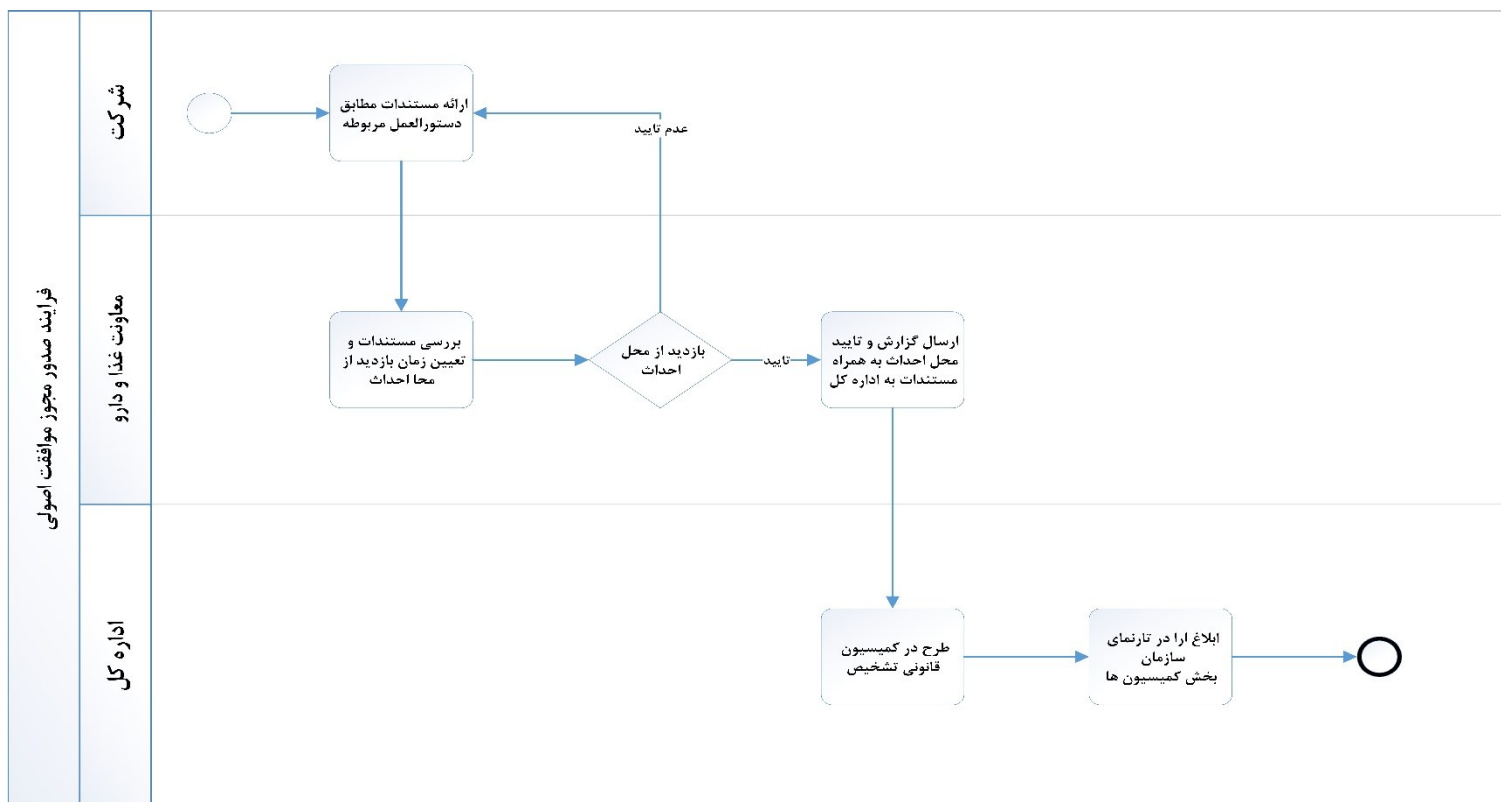 فرایند صدور مجوز موافقت اصولی
شرکت
ارائه مستندات مطابق
دستورالعمل مربوطه
عدم تایید
معاونت غذا و دارو
بررسی مستندات و
تعیین زمان بازدید از
محا احداث
بازدید از محل
احداث
تایید
ارسال گزارش و تایید
محل احداث به همراه
مستندات به اداره کل
اداره کل
طرح در کمیسیون
قانونی تشخیص
ابلاغ ارا در تارنمای
سازمان
بخش کمیسیون ها